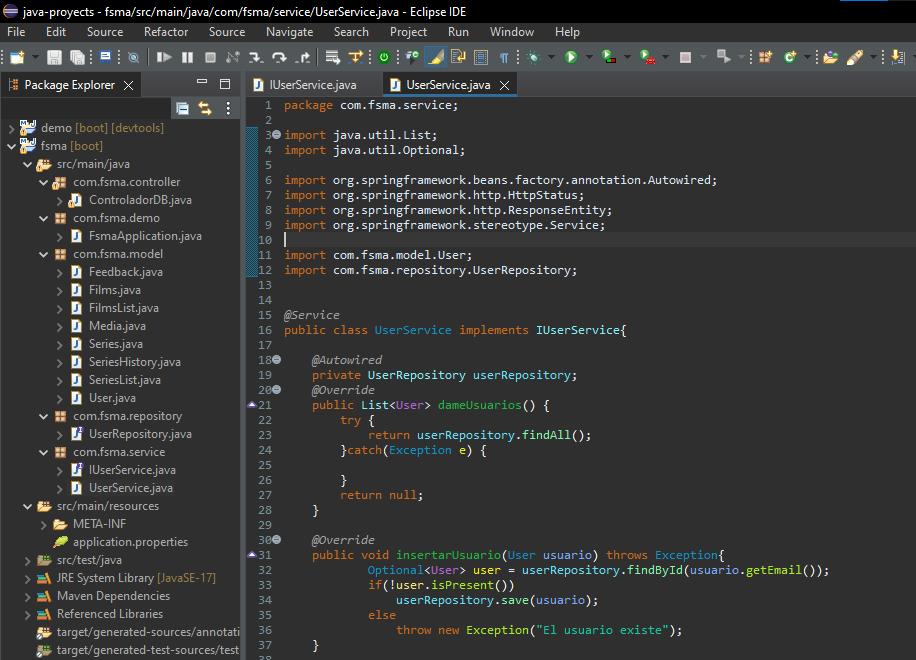 java-proyects - fsma/src/main/java/com/fsma/service/UserService.java - Eclipse IDE
File Edit Source Refactor Source Navigate Search Project Run Window Help
Package Explorer
demo [boot] [devtools]
fsma [boot]
src/main/java
com.fsma.controller
ControladorDB.java
com.fsma.demo
FsmaApplication.java
com.fsma.model
Feedback.java
Films.java
FilmsList.java
Media.java
Series.java
SeriesHistory.java
SeriesList.java
User.java
com.fsma.repository
UserRepository.java
com.fsma.service
IUserService.java
UserService.java
src/main/resources
META-INF
application.properties
src/test/java
JRE System Library [JavaSE-17]
Maven Dependencies
Referenced Libraries
target/generated-sources/annotati
target/generated-test-sources/test
IUserService.java UserService.java
1 package com.fsma.service;
2
3 import java.util.List;
4 import java.util.Optional;
5
6 import org.springframework.beans.factory.annotation.Autowired;
7 import org.springframework.http.HttpStatus;
8 import org.springframework.http.ResponseEntity;
9 import org.springframework.stereotype.Service;
10
11 import com.fsma.model.User;
12 import com.fsma.repository.UserRepository;
13
14
15 @Service
16 public class UserService implements IUserService{
17
18 @Autowired
19 private UserRepository userRepository;
20 @Override
21 public List<User> dameUsuarios() {
22 try {
23 return userRepository.findAll();
24 }catch(Exception e) {
25
26 }
27 return null;
28 }
29
30 @Override
31 public void insertarUsuario(User usuario) throws Exception{
32 Optional<User> user = userRepository.findById(usuario.getEmail());
33 if(!user.isPresent())
34 userRepository.save(usuario);
35 else
36 throw new Exception("El usuario existe");
37 }
38